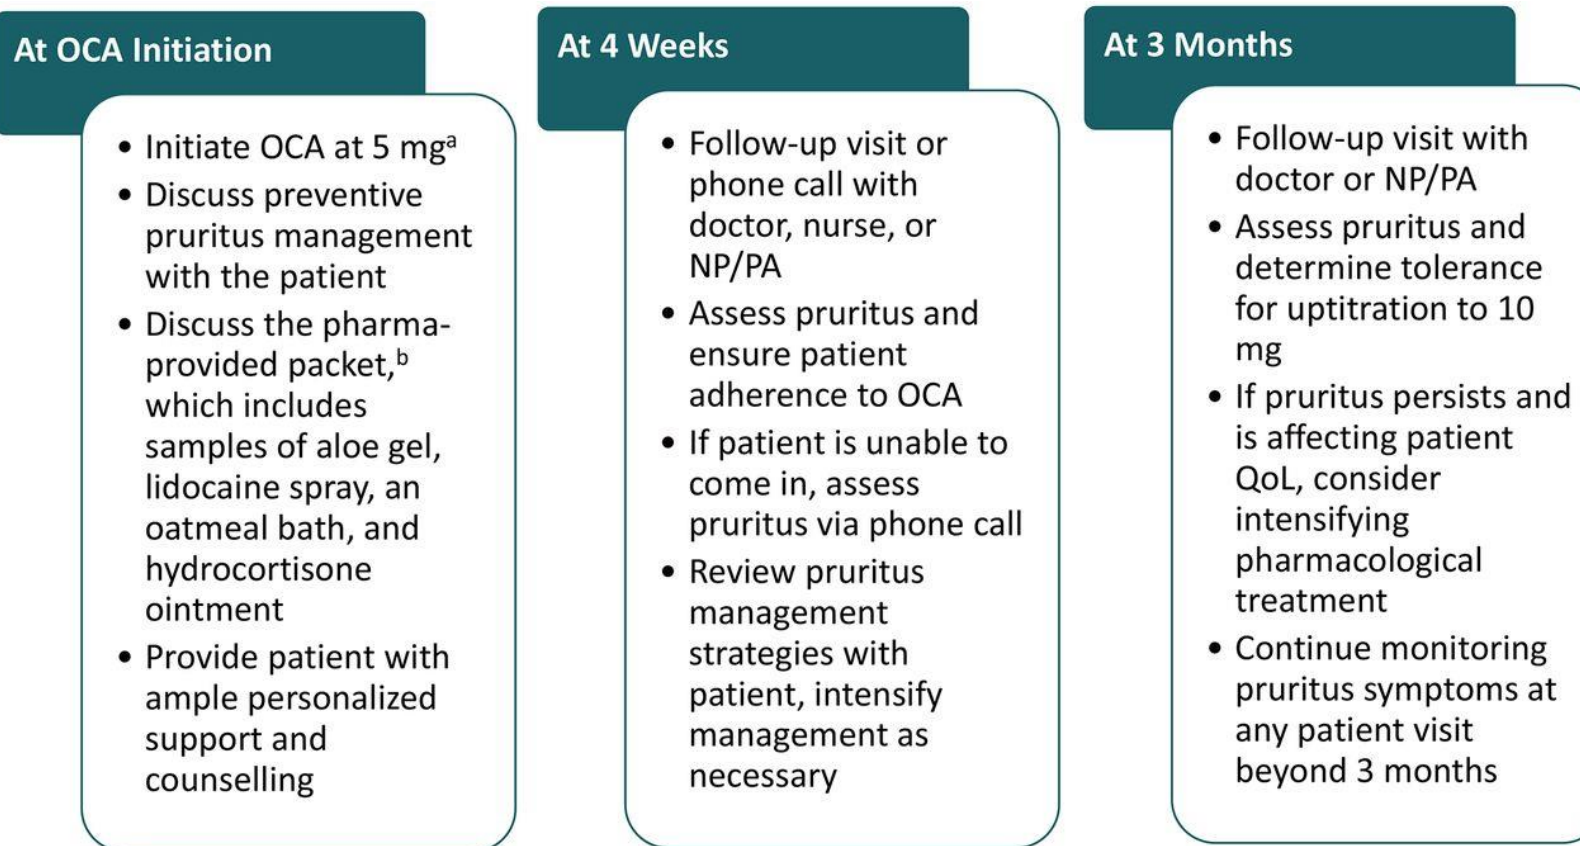 At OCA Initiation
• Initiate OCA at 5 mgᵃ
• Discuss preventive
pruritus management
with the patient
• Discuss the pharma-
provided packet,ᵇ
which includes
samples of aloe gel,
lidocaine spray, an
oatmeal bath, and
hydrocortisone
ointment
• Provide patient with
ample personalized
support and
counselling
At 4 Weeks
• Follow-up visit or
phone call with
doctor, nurse, or
NP/PA
• Assess pruritus and
ensure patient
adherence to OCA
• If patient is unable to
come in, assess
pruritus via phone call
• Review pruritus
management
strategies with
patient, intensify
management as
necessary
At 3 Months
• Follow-up visit with
doctor or NP/PA
• Assess pruritus and
determine tolerance
for uptitration to 10
mg
• If pruritus persists and
is affecting patient
QoL, consider
intensifying
pharmacological
treatment
• Continue monitoring
pruritus symptoms at
any patient visit
beyond 3 months